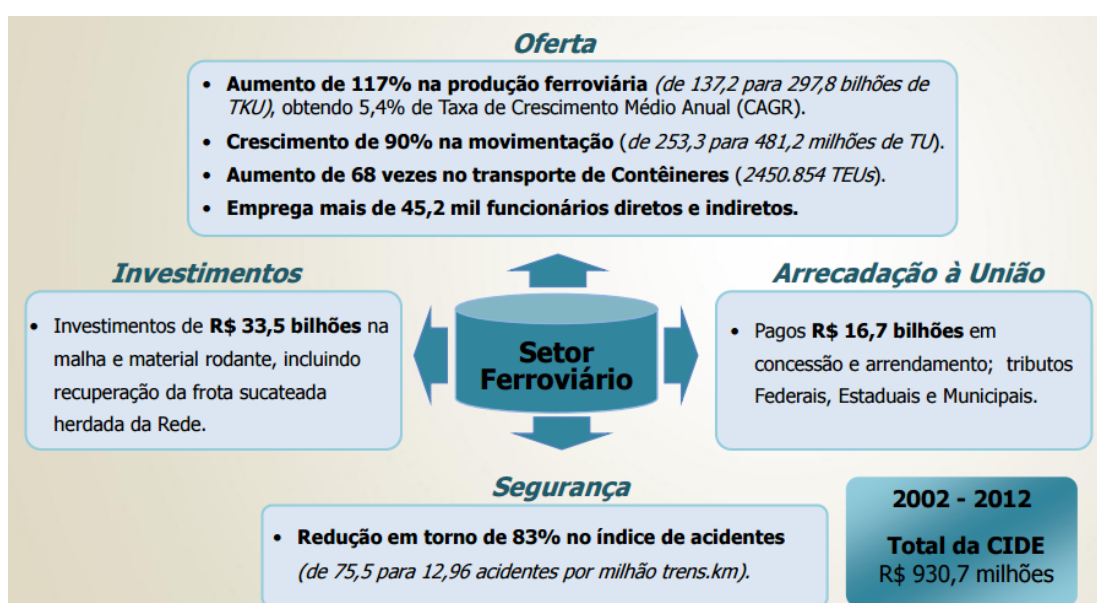 Oferta
• Aumento de 117% na produção ferroviária (de 137,2 para 297,8 bilhões de
TKU), obtendo 5,4% de Taxa de Crescimento Médio Anual (CAGR).
• Crescimento de 90% na movimentação (de 253,3 para 481,2 milhões de TU).
• Aumento de 68 vezes no transporte de Contêineres (2450.854 TEUs).
• Emprega mais de 45,2 mil funcionários diretos e indiretos.
Investimentos
• Investimentos de R$ 33,5 bilhões na
malha e material rodante, incluindo
recuperação da frota sucateada
herdada da Rede.
Setor
Ferroviário
Arrecadação à União
• Pagos R$ 16,7 bilhões em
concessão e arrendamento; tributos
Federais, Estaduais e Municipais.
Segurança
• Redução em torno de 83% no índice de acidentes
(de 75,5 para 12,96 acidentes por milhão trens.km).
2002 - 2012
Total da CIDE
R$ 930,7 milhões